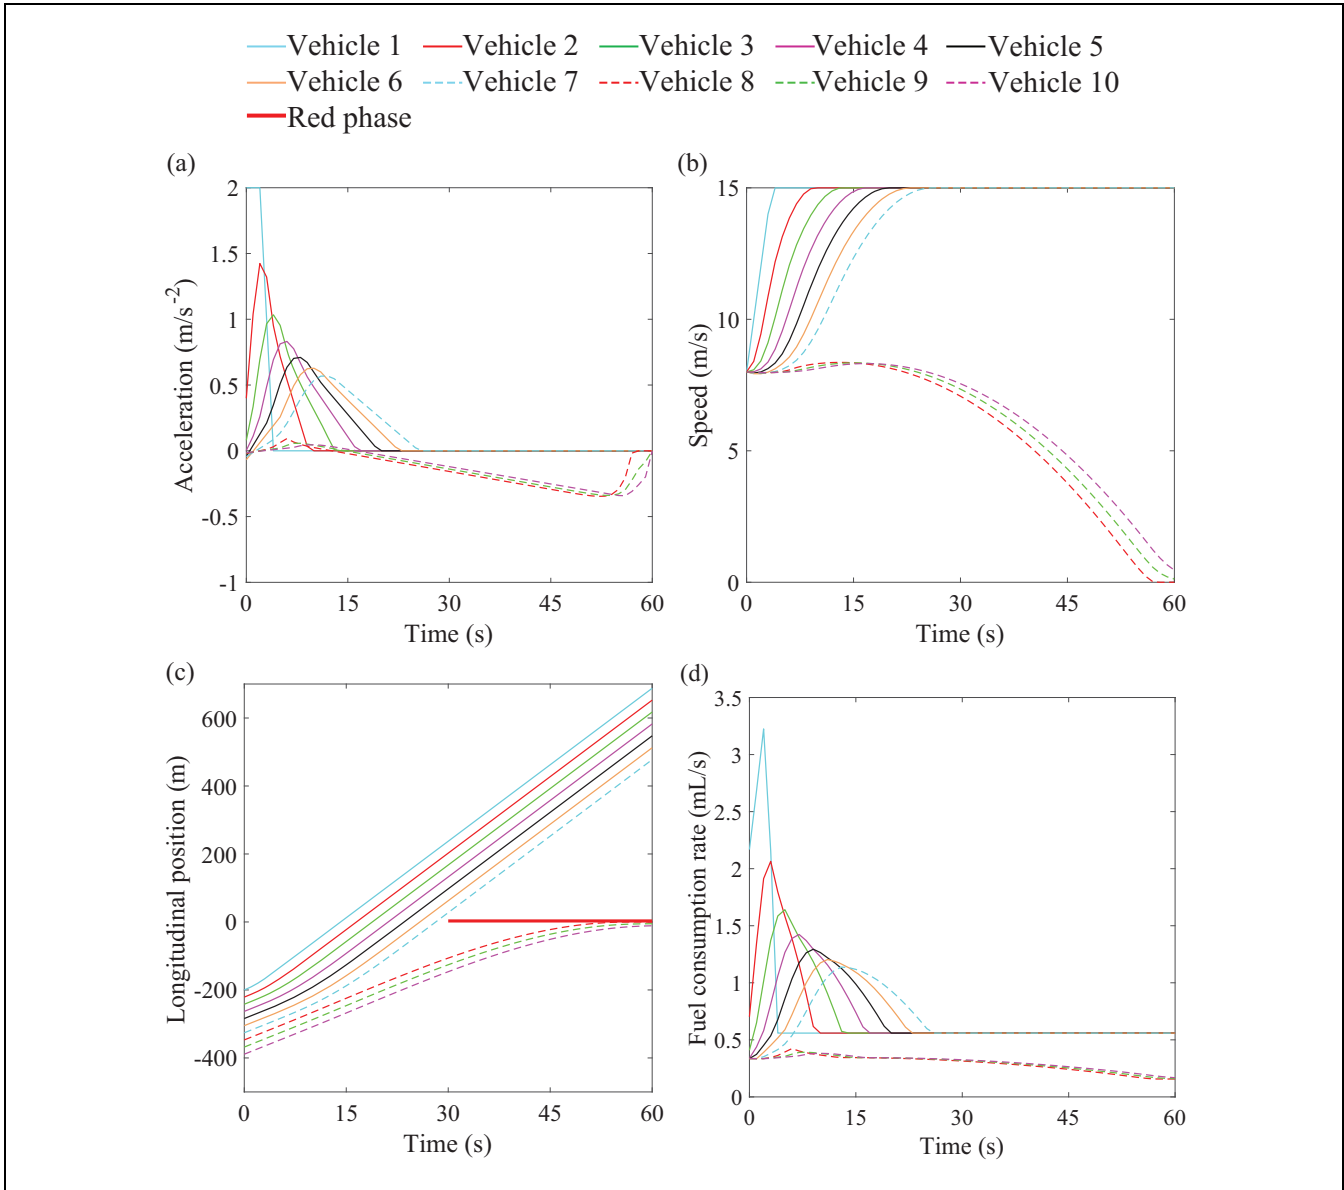 Vehicle 1 Vehicle 2 Vehicle 3 Vehicle 4 Vehicle 5
Vehicle 6 Vehicle 7 Vehicle 8 Vehicle 9 Vehicle 10
Red phase
(a)
2
1.5
1
0.5
0
-0.5
-1
0 15 30 45 60
Acceleration (m/s⁻²)
Time (s)
(b)
15
10
5
0
0 15 30 45 60
Speed (m/s)
Time (s)
(c)
600
400
200
0
-200
-400
0 15 30 45 60
Longitudinal position (m)
Time (s)
(d)
3.5
3
2.5
2
1.5
1
0.5
0
0 15 30 45 60
Fuel consumption rate (mL/s)
Time (s)